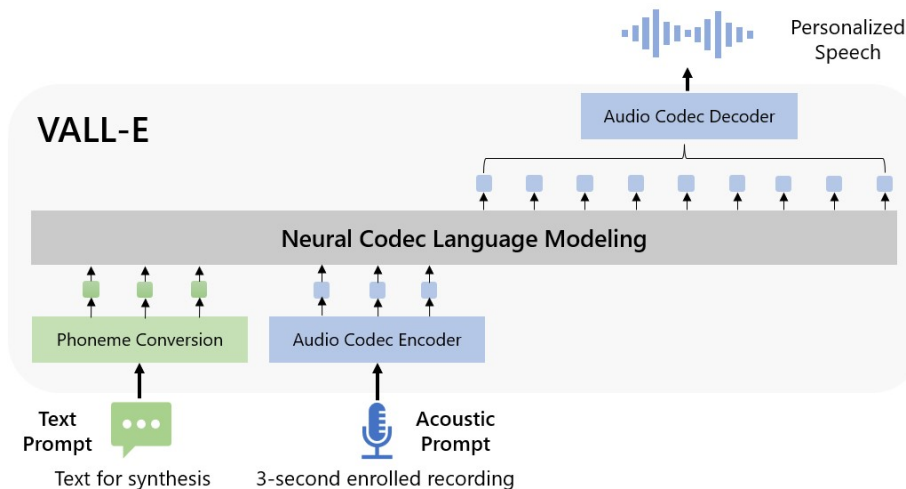 Personalized
Speech
Audio Codec Decoder
VALL-E
Neural Codec Language Modeling
Phoneme Conversion
Audio Codec Encoder
Text
Prompt
Acoustic
Prompt
Text for synthesis
3-second enrolled recording